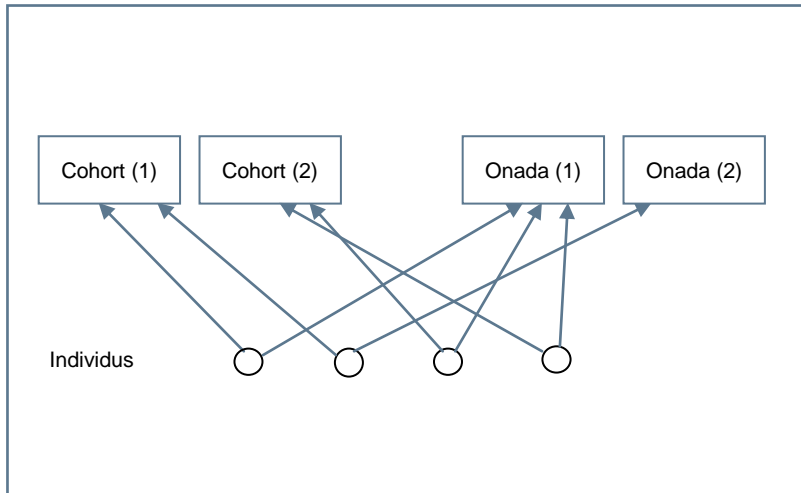 Cohort (1)
Cohort (2)
Onada (1)
Onada (2)
Individus